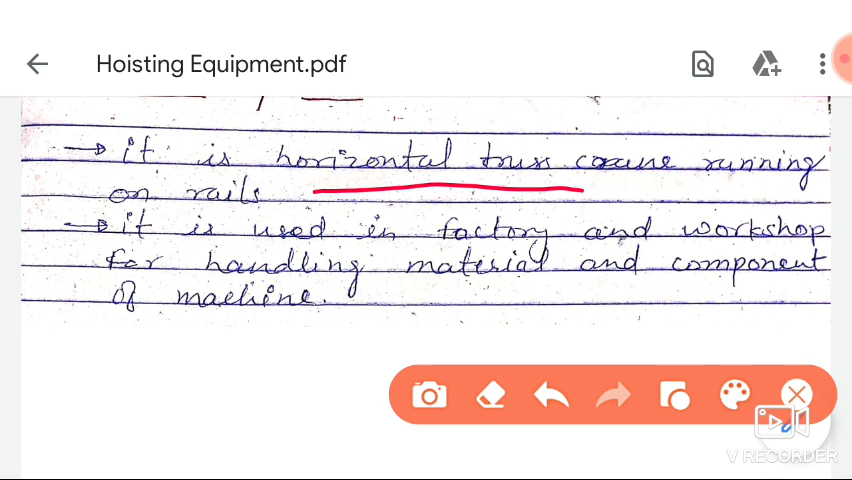 Hoisting Equipment.pdf
→ it is horizontal truss crane running
on rails
→ it is used in factory and workshop
for handling material and component
of machine.
V RECORDER